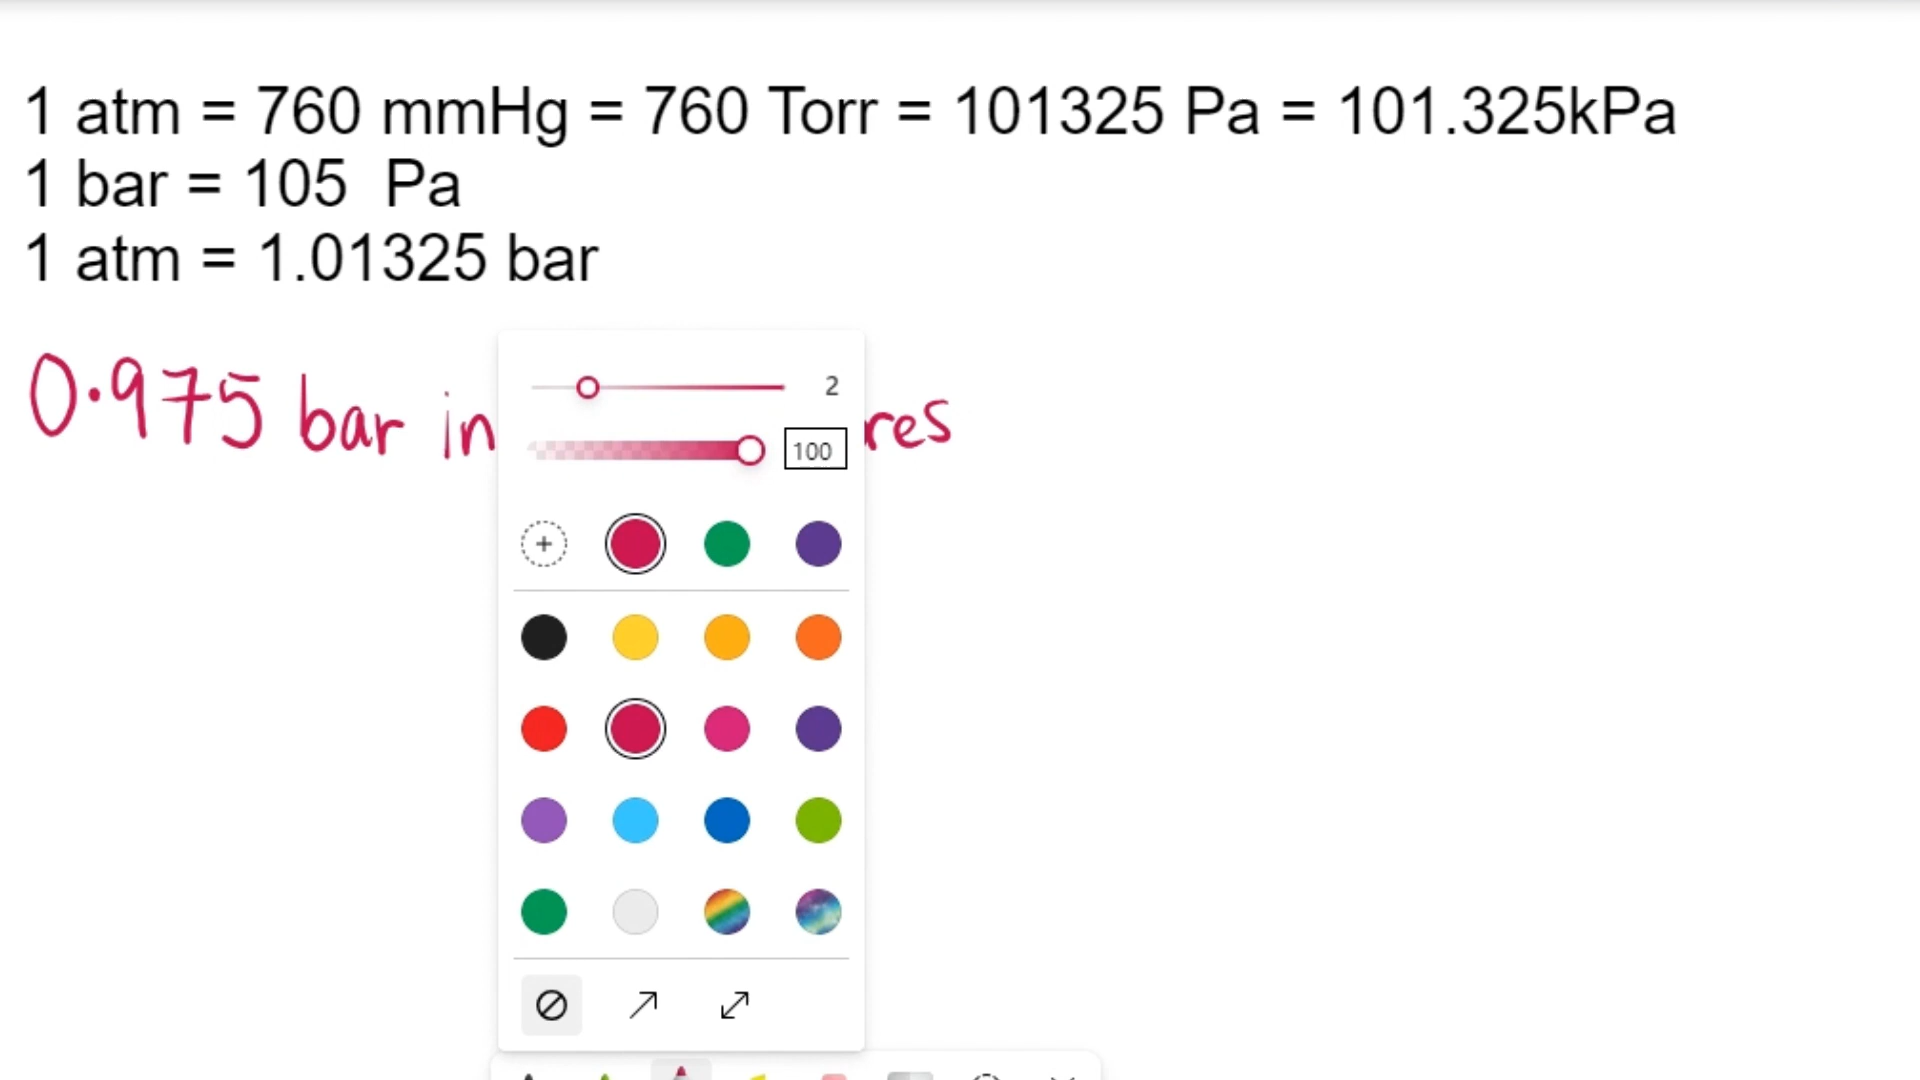 1 atm = 760 mmHg = 760 Torr = 101325 Pa = 101.325kPa
1 bar = 105 Pa
1 atm = 1.01325 bar
0.975 bar in
2
100